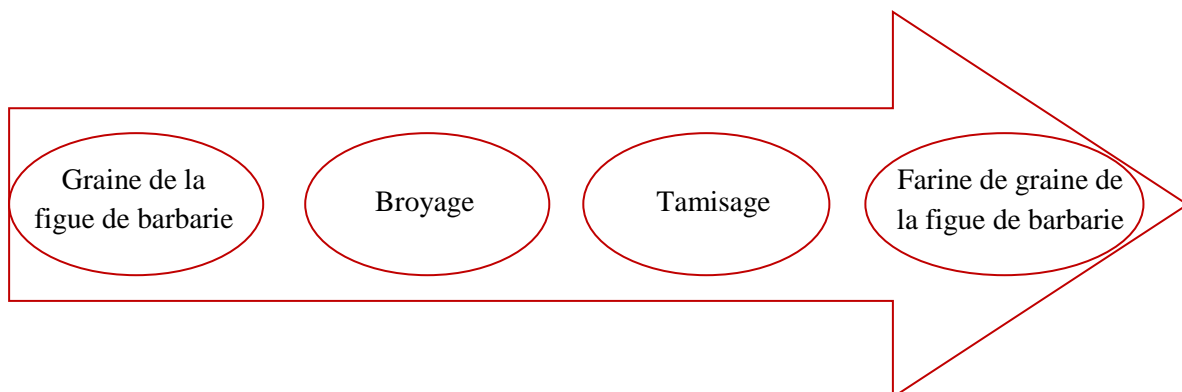 Graine de la
figue de barbarie
Broyage
Tamisage
Farine de graine de
la figue de barbarie